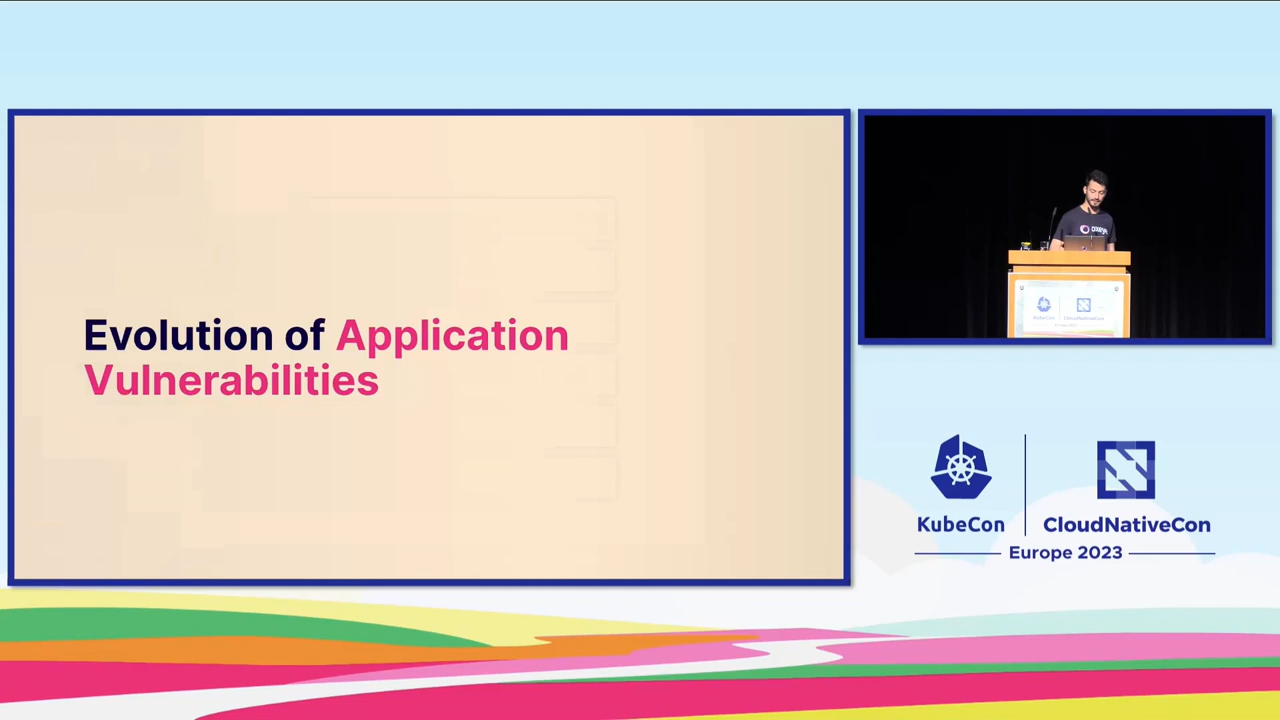 Evolution of Application
Vulnerabilities
KubeCon
CloudNativeCon
Europe 2023